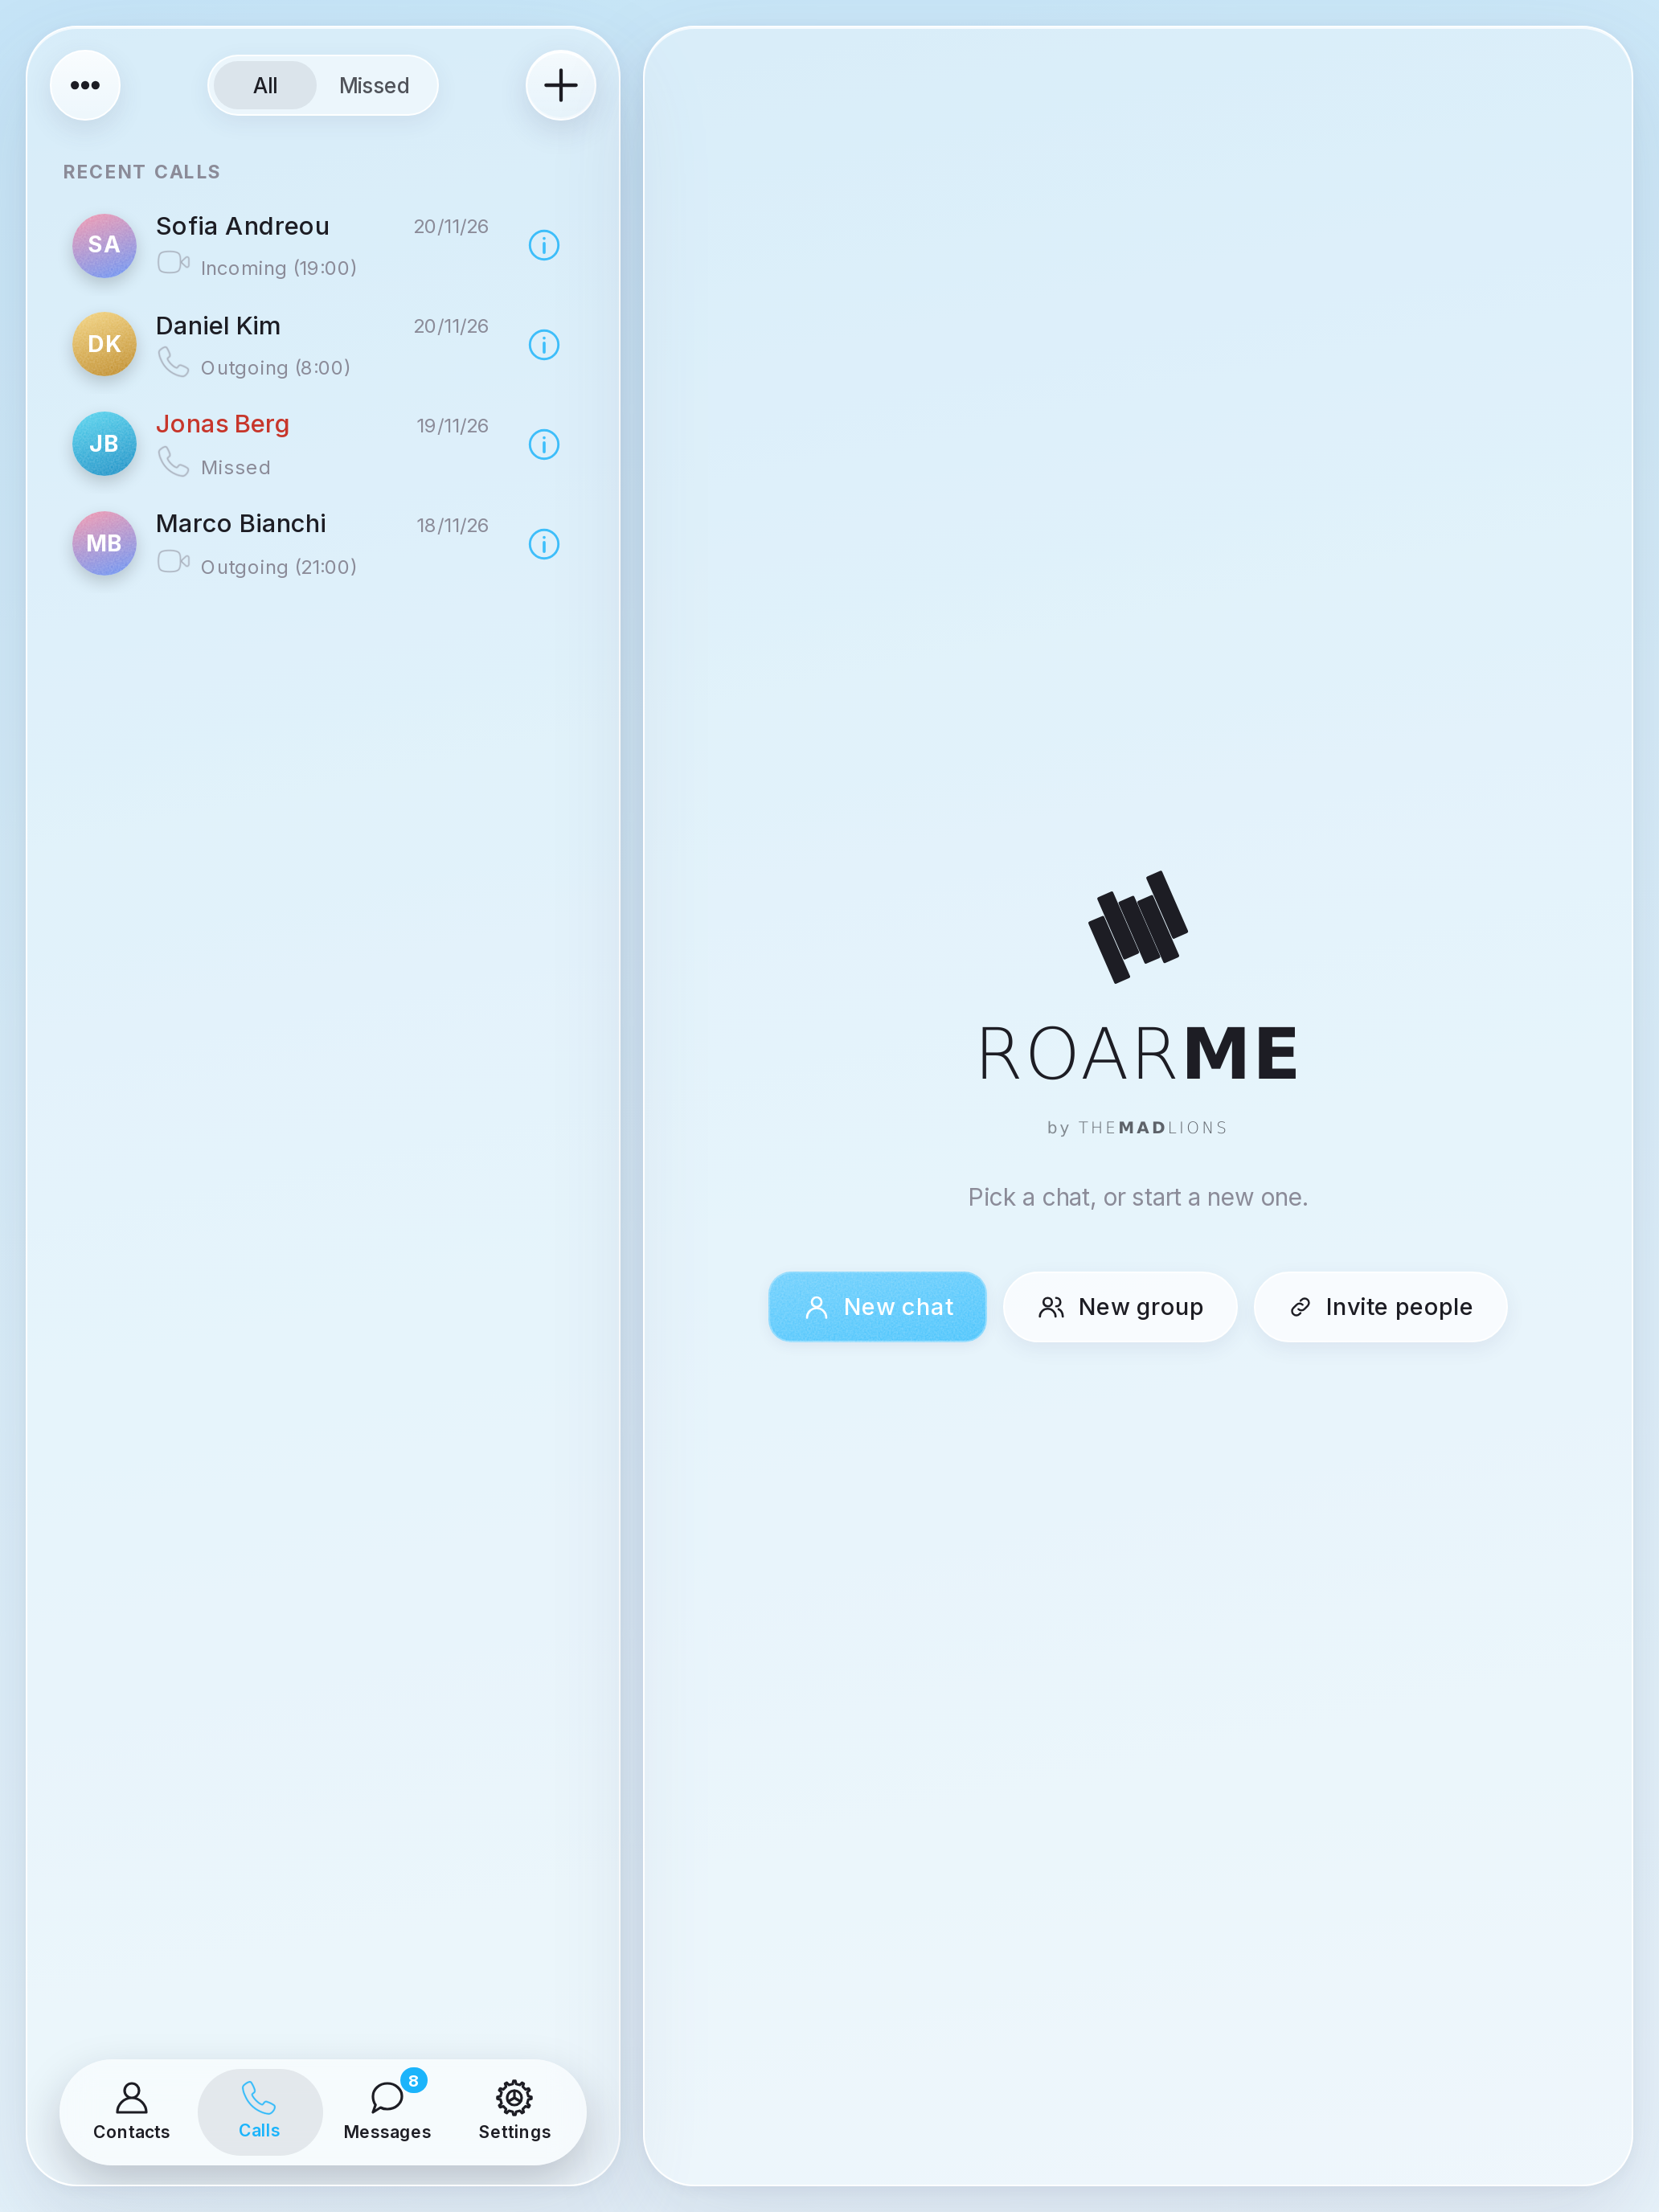 All Missed
RECENT CALLS
SA Sofia Andreou 20/11/26
Incoming (19:00)
DK Daniel Kim 20/11/26
Outgoing (8:00)
JB Jonas Berg 19/11/26
Missed
MB Marco Bianchi 18/11/26
Outgoing (21:00)
ROARME
by THEMADLIONS
Pick a chat, or start a new one.
New chat New group Invite people
8
Contacts Calls Messages Settings